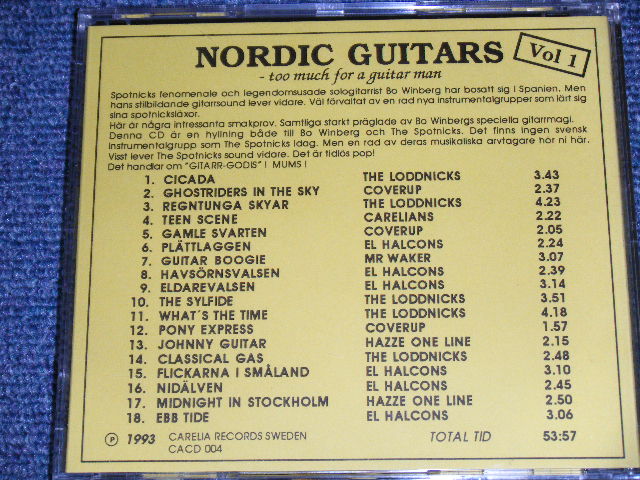 NORDIC GUITARS
Vol 1
- too much for a guitar man
Spotnicks fenomenale och legendomsusade sologitarrist Bo Winberg har bosatt sig i Spanien. Men
hans stilbildande gitarrsound lever vidare. Väl förvaltat av en rad nya instrumentalgrupper som lärt sig
sina spotnicksläxor.
Här är några intressanta smakprov. Samtliga starkt präglade av Bo Winbergs speciella gitarrmagi.
Denna CD är en hyllning både till Bo Winberg och The Spotnicks. Det finns ingen svensk
instrumentalgrupp som The Spotnicks idag. Men en rad av deras musikaliska arvtagare hör ni här.
Visst lever The Spotnicks sound vidare. Det är tidlös pop!
Det handlar om "GITARR-GODIS" ! MUMS !
1. CICADA THE LODDNICKS 3.43
2. GHOSTRIDERS IN THE SKY COVERUP 2.37
3. REGNTUNGA SKYAR THE LODDNICKS 4.23
4. TEEN SCENE CARELIANS 2.22
5. GAMLE SVARTEN COVERUP 2.05
6. PLÄTTLAGGEN EL HALCONS 2.24
7. GUITAR BOOGIE MR WAKER 3.07
8. HAVSÖRNSVALSEN EL HALCONS 2.39
9. ELDAREVALSEN EL HALCONS 3.14
10. THE SYLFIDE THE LODDNICKS 3.51
11. WHAT´S THE TIME THE LODDNICKS 4.18
12. PONY EXPRESS COVERUP 1.57
13. JOHNNY GUITAR HAZZE ONE LINE 2.15
14. CLASSICAL GAS THE LODDNICKS 2.48
15. FLICKARNA I SMÅLAND EL HALCONS 3.10
16. NIDÄLVEN EL HALCONS 2.45
17. MIDNIGHT IN STOCKHOLM HAZZE ONE LINE 2.50
18. EBB TIDE EL HALCONS 3.06
℗ 1993 CARELIA RECORDS SWEDEN TOTAL TID 53:57
CACD 004